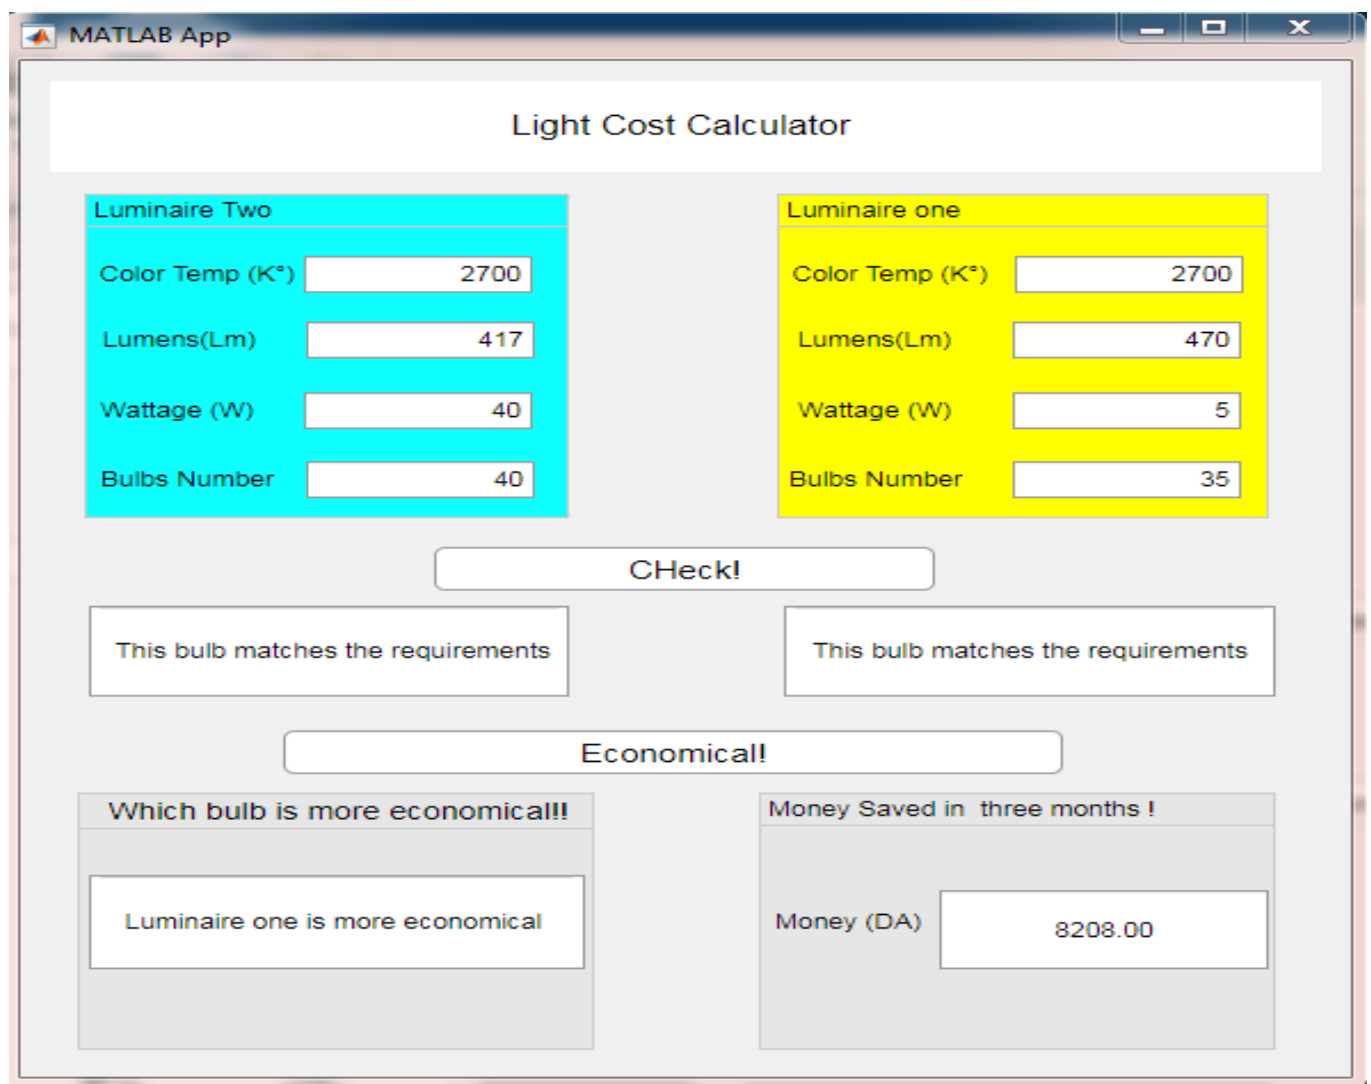 MATLAB App
Light Cost Calculator
Luminaire Two
Color Temp (K°) 2700
Lumens(Lm) 417
Wattage (W) 40
Bulbs Number 40
Luminaire one
Color Temp (K°) 2700
Lumens(Lm) 470
Wattage (W) 5
Bulbs Number 35
CHeck!
This bulb matches the requirements
This bulb matches the requirements
Economical!
Which bulb is more economical!!
Luminaire one is more economical
Money Saved in three months !
Money (DA) 8208.00